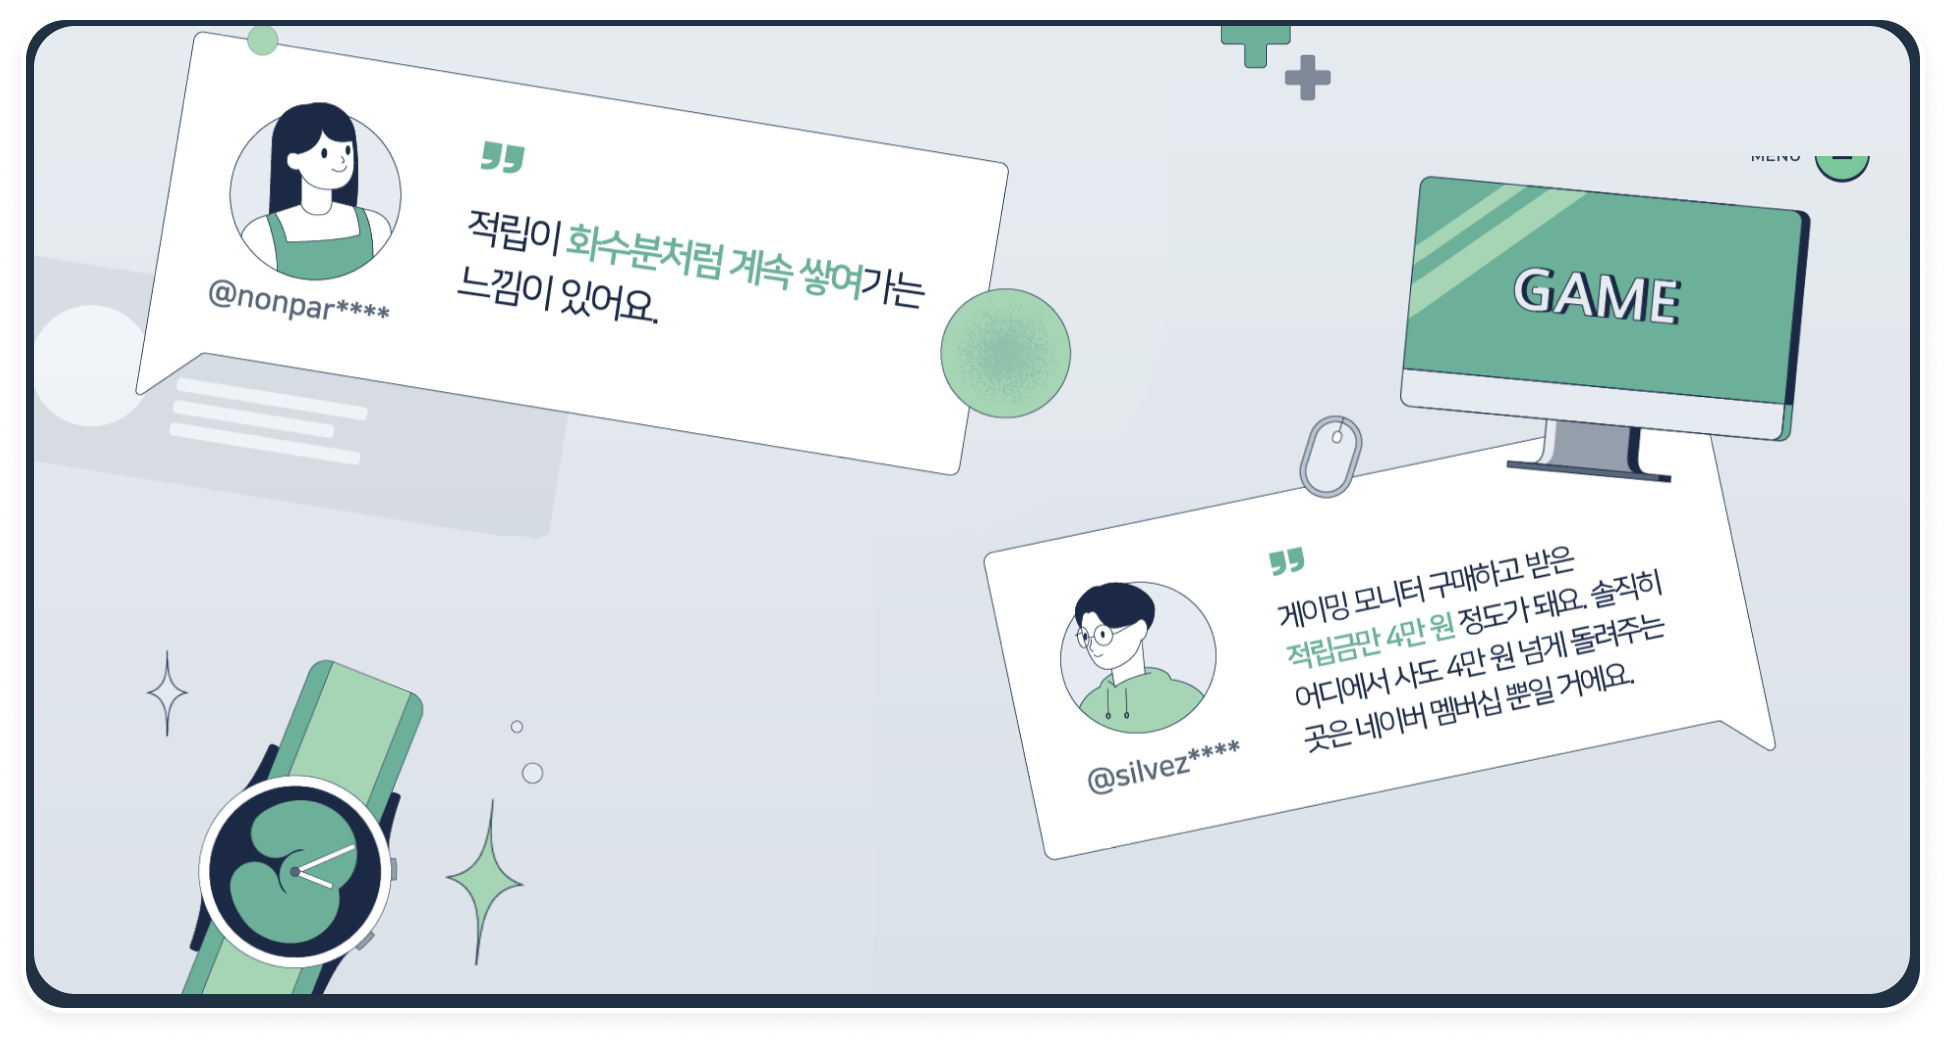 적립이 화수분처럼 계속 쌓여가는
느낌이 있어요.
@nonpar****
MENU
GAME
게이밍 모니터 구매하고 받은
적립금만 4만 원 정도가 돼요. 솔직히
어디에서 사도 4만 원 넘게 돌려주는
곳은 네이버 멤버십 뿐일 거에요.
@silvez****